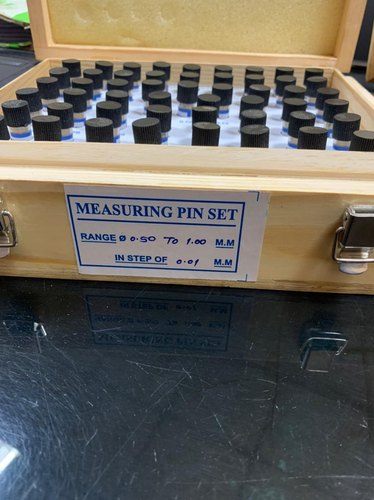 MEASURING PIN SET
RANGE Ø 0.50 TO 1.00 M.M
IN STEP OF 0.01 M.M